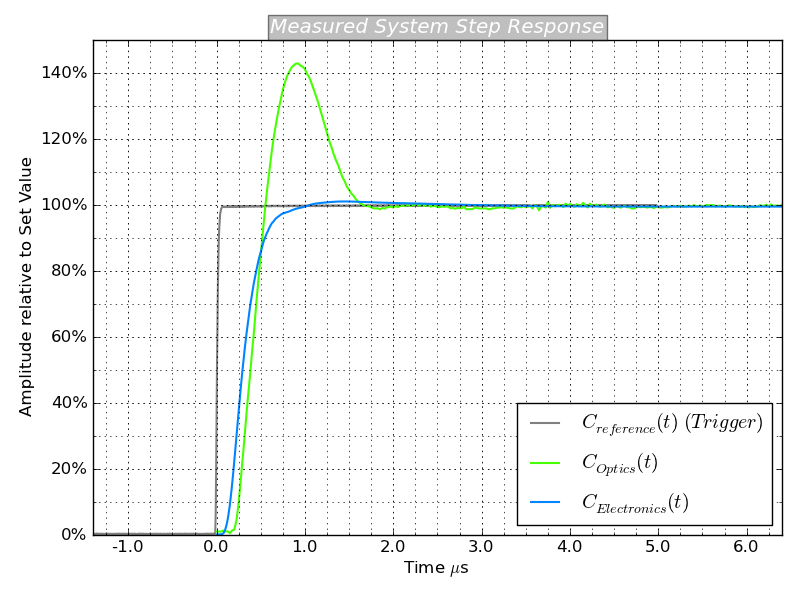 Measured System Step Response
140%
120%
100%
80%
60%
40%
20%
0%
Amplitude relative to Set Value
C_reference(t) (Trigger)
C_Optics(t)
C_Electronics(t)
-1.0 0.0 1.0 2.0 3.0 4.0 5.0 6.0
Time μs